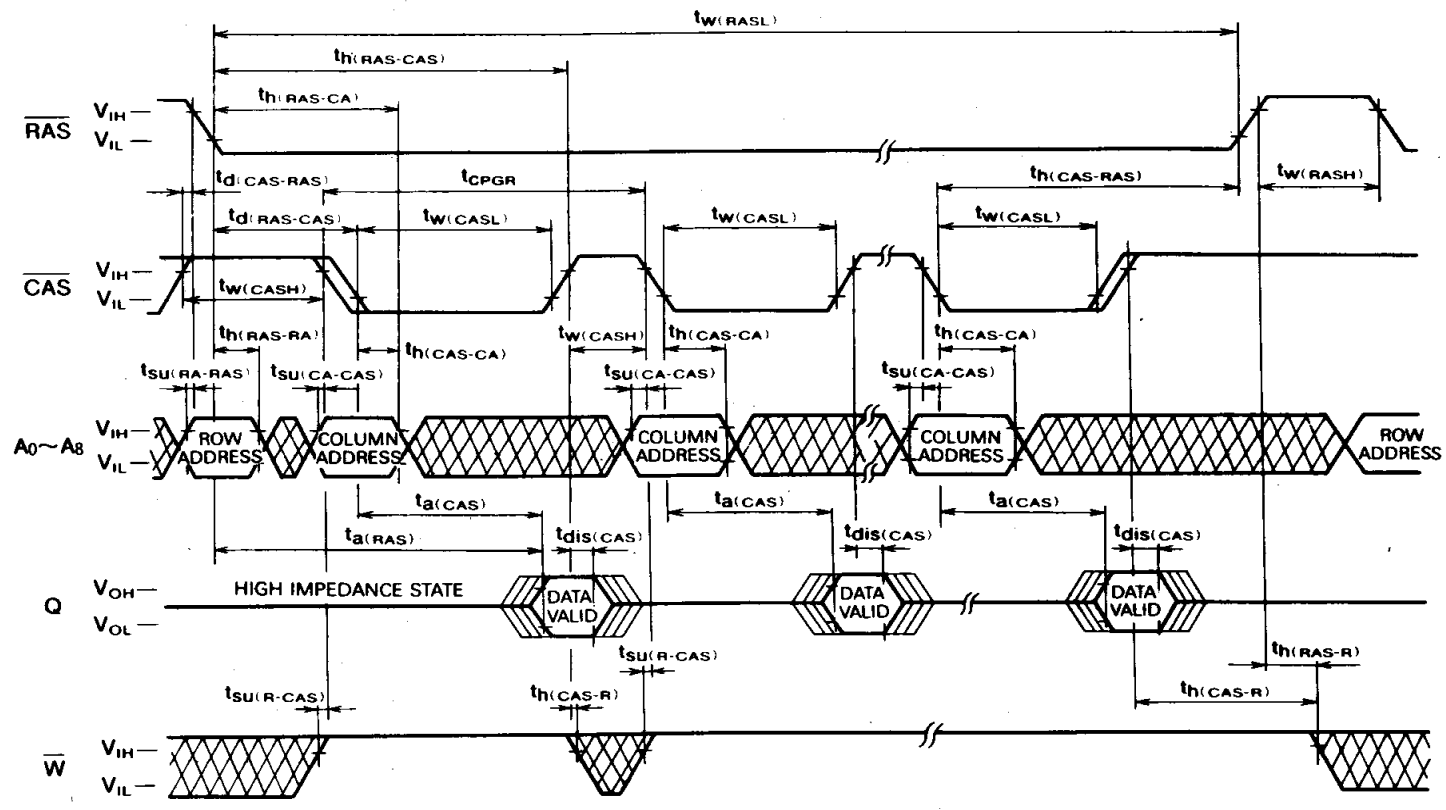 tw(RASL)
th(RAS-CAS)
th(RAS-CA)
RAS
VIH
VIL
td(CAS-RAS)
tCPGR
th(CAS-RAS)
tw(RASH)
td(RAS-CAS)
tw(CASL)
tw(CASL)
tw(CASL)
CAS
VIH
VIL
tw(CASH)
th(RAS-RA)
th(CAS-CA)
tw(CASH)
th(CAS-CA)
th(CAS-CA)
tsu(RA-RAS)
tsu(CA-CAS)
tsu(CA-CAS)
tsu(CA-CAS)
A0~A8
VIH
VIL
ROW ADDRESS
COLUMN ADDRESS
COLUMN ADDRESS
COLUMN ADDRESS
ROW ADDRESS
ta(CAS)
ta(CAS)
ta(CAS)
ta(RAS)
tdis(CAS)
tdis(CAS)
tdis(CAS)
Q
VOH
VOL
HIGH IMPEDANCE STATE
DATA VALID
DATA VALID
DATA VALID
tsu(R-CAS)
th(RAS-R)
tsu(R-CAS)
th(CAS-R)
th(CAS-R)
W
VIH
VIL